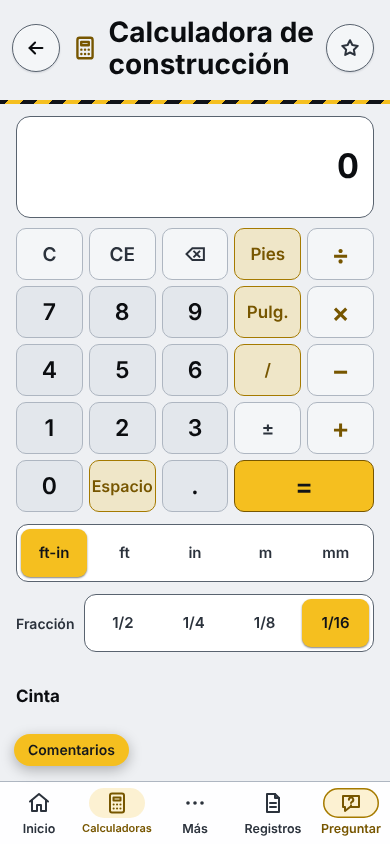 Calculadora de
construcción
0
C CE Pies ÷
7 8 9 Pulg. ×
4 5 6 / −
1 2 3 ± +
0 Espacio . =
ft-in ft in m mm
Fracción 1/2 1/4 1/8 1/16
Cinta
Comentarios
Inicio Calculadoras Más Registros Preguntar